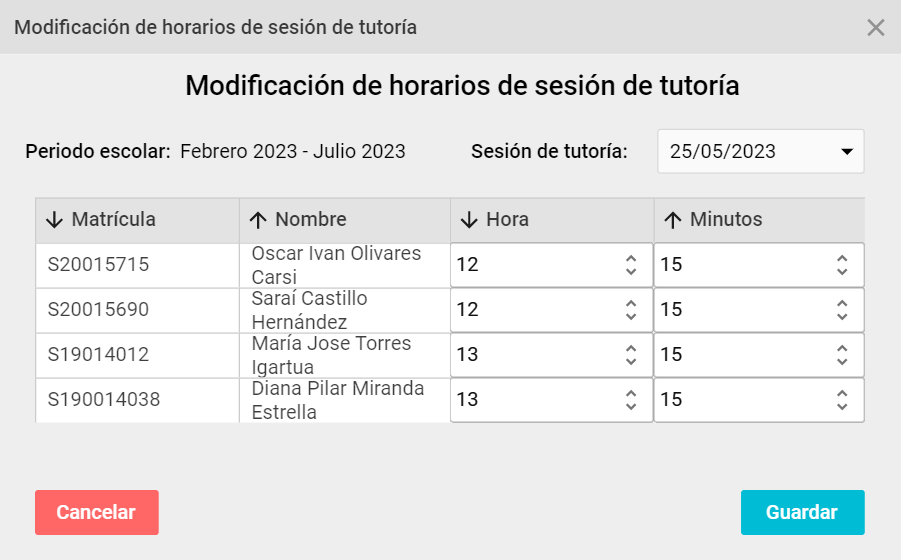 Modificación de horarios de sesión de tutoría
Modificación de horarios de sesión de tutoría
Periodo escolar: Febrero 2023 - Julio 2023 Sesión de tutoría: 25/05/2023
Matrícula Nombre Hora Minutos
S20015715 Oscar Ivan Olivares Carsi 12 15
S20015690 Saraí Castillo Hernández 12 15
S19014012 María Jose Torres Igartua 13 15
S190014038 Diana Pilar Miranda Estrella 13 15
Cancelar Guardar